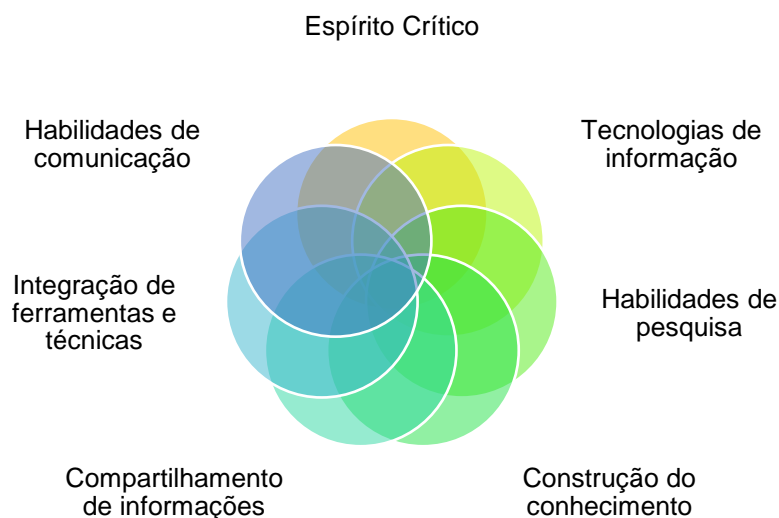 Espírito Crítico
Habilidades de
comunicação
Tecnologias de
informação
Integração de
ferramentas e
técnicas
Habilidades de
pesquisa
Compartilhamento
de informações
Construção do
conhecimento